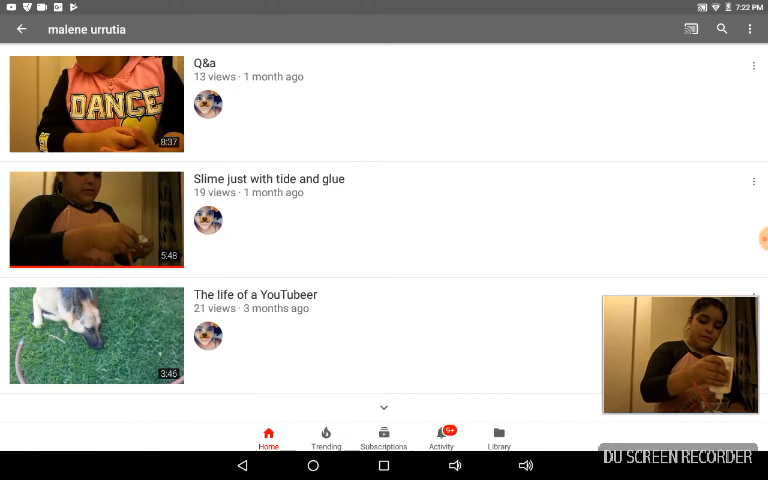 7:22 PM
malene urrutia
Q&a
13 views · 1 month ago
DANCE
8:37
Slime just with tide and glue
19 views · 1 month ago
5:48
The life of a YouTubeer
21 views · 3 months ago
3:46
9+
Home
Trending
Subscriptions
Activity
Library
DU SCREEN RECORDER